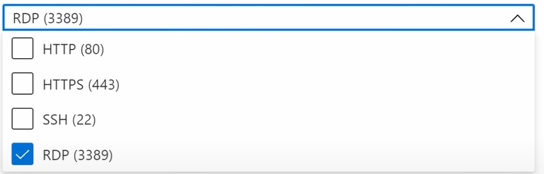 RDP (3389)
HTTP (80)
HTTPS (443)
SSH (22)
RDP (3389)